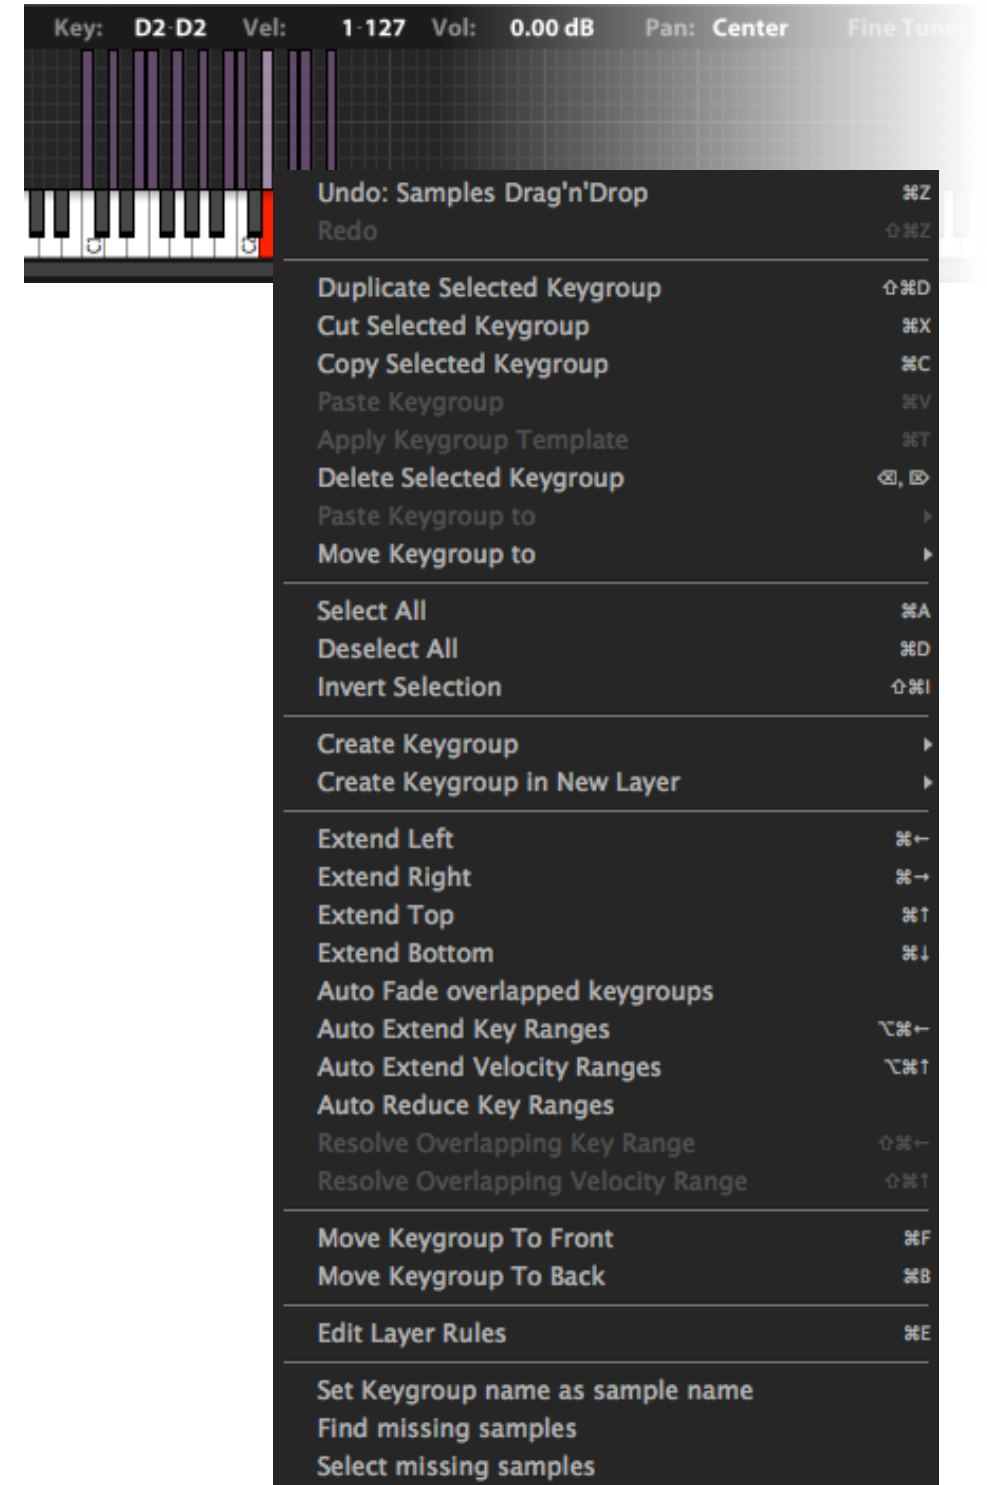 Key: D2-D2 Vel: 1-127 Vol: 0.00 dB Pan: Center Fine Tune:
C1 C2
Undo: Samples Drag'n'Drop ⌘Z
Redo ⇧⌘Z
Duplicate Selected Keygroup ⇧⌘D
Cut Selected Keygroup ⌘X
Copy Selected Keygroup ⌘C
Paste Keygroup ⌘V
Apply Keygroup Template ⌘T
Delete Selected Keygroup ⌫, ⌦
Paste Keygroup to
Move Keygroup to
Select All ⌘A
Deselect All ⌘D
Invert Selection ⇧⌘I
Create Keygroup
Create Keygroup in New Layer
Extend Left ⌘←
Extend Right ⌘→
Extend Top ⌘↑
Extend Bottom ⌘↓
Auto Fade overlapped keygroups
Auto Extend Key Ranges ⌥⌘←
Auto Extend Velocity Ranges ⌥⌘↑
Auto Reduce Key Ranges
Resolve Overlapping Key Range ⇧⌘←
Resolve Overlapping Velocity Range ⇧⌘↑
Move Keygroup To Front ⌘F
Move Keygroup To Back ⌘B
Edit Layer Rules ⌘E
Set Keygroup name as sample name
Find missing samples
Select missing samples